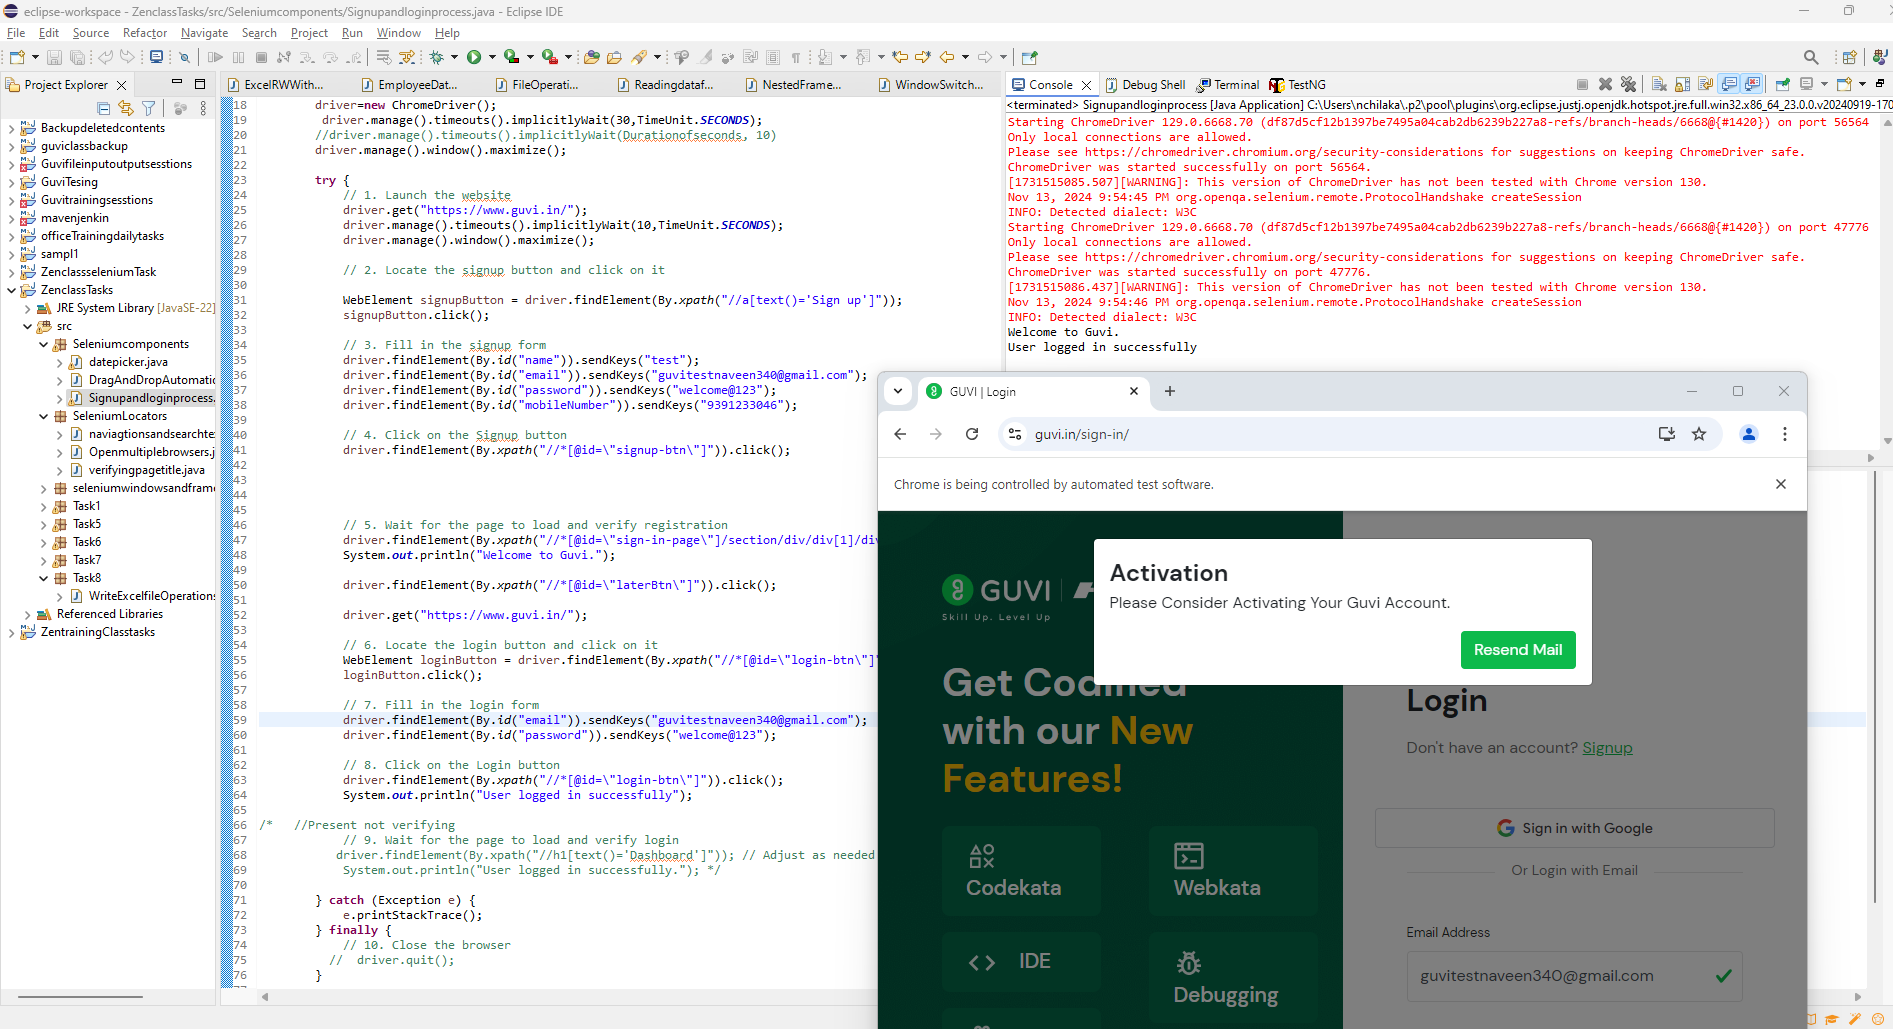 eclipse-workspace - ZenclassTasks/src/Seleniumcomponents/Signupandloginprocess.java - Eclipse IDE
File Edit Source Refactor Navigate Search Project Run Window Help
Project Explorer
Backupdeletedcontents
guviclassbackup
Guvifileinputoutputsesstions
GuviTesing
Guvitrainingsesstions
mavenjenkin
officeTrainingdailytasks
sampl1
ZenclassseleniumTask
ZenclassTasks
JRE System Library [JavaSE-22]
src
Seleniumcomponents
datepicker.java
DragAndDropAutomatic
Signupandloginprocess.
SeleniumLocators
naviagtionsandsearchte
Openmultiplebrowsers.j
verifyingpagetitle.java
seleniumwindowsandframe
Task1
Task5
Task6
Task7
Task8
WriteExcelfileOperations
Referenced Libraries
ZentrainingClasstasks
ExcelRWWith... EmployeeDat... FileOperati... Readingdataf... NestedFrame... WindowSwitch...
18 driver=new ChromeDriver();
19 driver.manage().timeouts().implicitlyWait(30,TimeUnit.SECONDS);
20 //driver.manage().timeouts().implicitlyWait(Durationofseconds, 10)
21 driver.manage().window().maximize();
22
23 try {
24 // 1. Launch the website
25 driver.get("https://www.guvi.in/");
26 driver.manage().timeouts().implicitlyWait(10,TimeUnit.SECONDS);
27 driver.manage().window().maximize();
28
29 // 2. Locate the signup button and click on it
30
31 WebElement signupButton = driver.findElement(By.xpath("//a[text()='Sign up']"));
32 signupButton.click();
33
34 // 3. Fill in the signup form
35 driver.findElement(By.id("name")).sendKeys("test");
36 driver.findElement(By.id("email")).sendKeys("guvitestnaveen340@gmail.com");
37 driver.findElement(By.id("password")).sendKeys("welcome@123");
38 driver.findElement(By.id("mobileNumber")).sendKeys("9391233046");
39
40 // 4. Click on the Signup button
41 driver.findElement(By.xpath("//*[@id=\"signup-btn\"]")).click();
42
43
44
45
46 // 5. Wait for the page to load and verify registration
47 driver.findElement(By.xpath("//*[@id=\"sign-in-page\"]/section/div/div[1]/div
48 System.out.println("Welcome to Guvi.");
49
50 driver.findElement(By.xpath("//*[@id=\"laterBtn\"]")).click();
51
52 driver.get("https://www.guvi.in/");
53
54 // 6. Locate the login button and click on it
55 WebElement loginButton = driver.findElement(By.xpath("//*[@id=\"login-btn\"]
56 loginButton.click();
57
58 // 7. Fill in the login form
59 driver.findElement(By.id("email")).sendKeys("guvitestnaveen340@gmail.com");
60 driver.findElement(By.id("password")).sendKeys("welcome@123");
61
62 // 8. Click on the Login button
63 driver.findElement(By.xpath("//*[@id=\"login-btn\"]")).click();
64 System.out.println("User logged in successfully");
65
66 /* //Present not verifying
67 // 9. Wait for the page to load and verify login
68 driver.findElement(By.xpath("//h1[text()='Dashboard']")); // Adjust as needed
69 System.out.println("User logged in successfully."); */
70
71 } catch (Exception e) {
72 e.printStackTrace();
73 } finally {
74 // 10. Close the browser
75 // driver.quit();
76 }
Console Debug Shell Terminal TestNG
<terminated> Signupandloginprocess [Java Application] C:\Users\nchilaka\.p2\pool\plugins\org.eclipse.justj.openjdk.hotspot.jre.full.win32.x86_64_23.0.0.v20240919-170
Starting ChromeDriver 129.0.6668.70 (df87d5cf12b1397be7495a04cab2db6239b227a8-refs/branch-heads/6668@{#1420}) on port 56564
Only local connections are allowed.
Please see https://chromedriver.chromium.org/security-considerations for suggestions on keeping ChromeDriver safe.
ChromeDriver was started successfully on port 56564.
[1731515085.507][WARNING]: This version of ChromeDriver has not been tested with Chrome version 130.
Nov 13, 2024 9:54:45 PM org.openqa.selenium.remote.ProtocolHandshake createSession
INFO: Detected dialect: W3C
Starting ChromeDriver 129.0.6668.70 (df87d5cf12b1397be7495a04cab2db6239b227a8-refs/branch-heads/6668@{#1420}) on port 47776
Only local connections are allowed.
Please see https://chromedriver.chromium.org/security-considerations for suggestions on keeping ChromeDriver safe.
ChromeDriver was started successfully on port 47776.
[1731515086.437][WARNING]: This version of ChromeDriver has not been tested with Chrome version 130.
Nov 13, 2024 9:54:46 PM org.openqa.selenium.remote.ProtocolHandshake createSession
INFO: Detected dialect: W3C
Welcome to Guvi.
User logged in successfully
GUVI | Login
guvi.in/sign-in/
Chrome is being controlled by automated test software.
GUVI
Skill Up. Level Up
Activation
Please Consider Activating Your Guvi Account.
Resend Mail
Get Codified
with our New
Features!
Codekata
Webkata
IDE
Debugging
Login
Don't have an account? Signup
Sign in with Google
Or Login with Email
Email Address
guvitestnaveen340@gmail.com